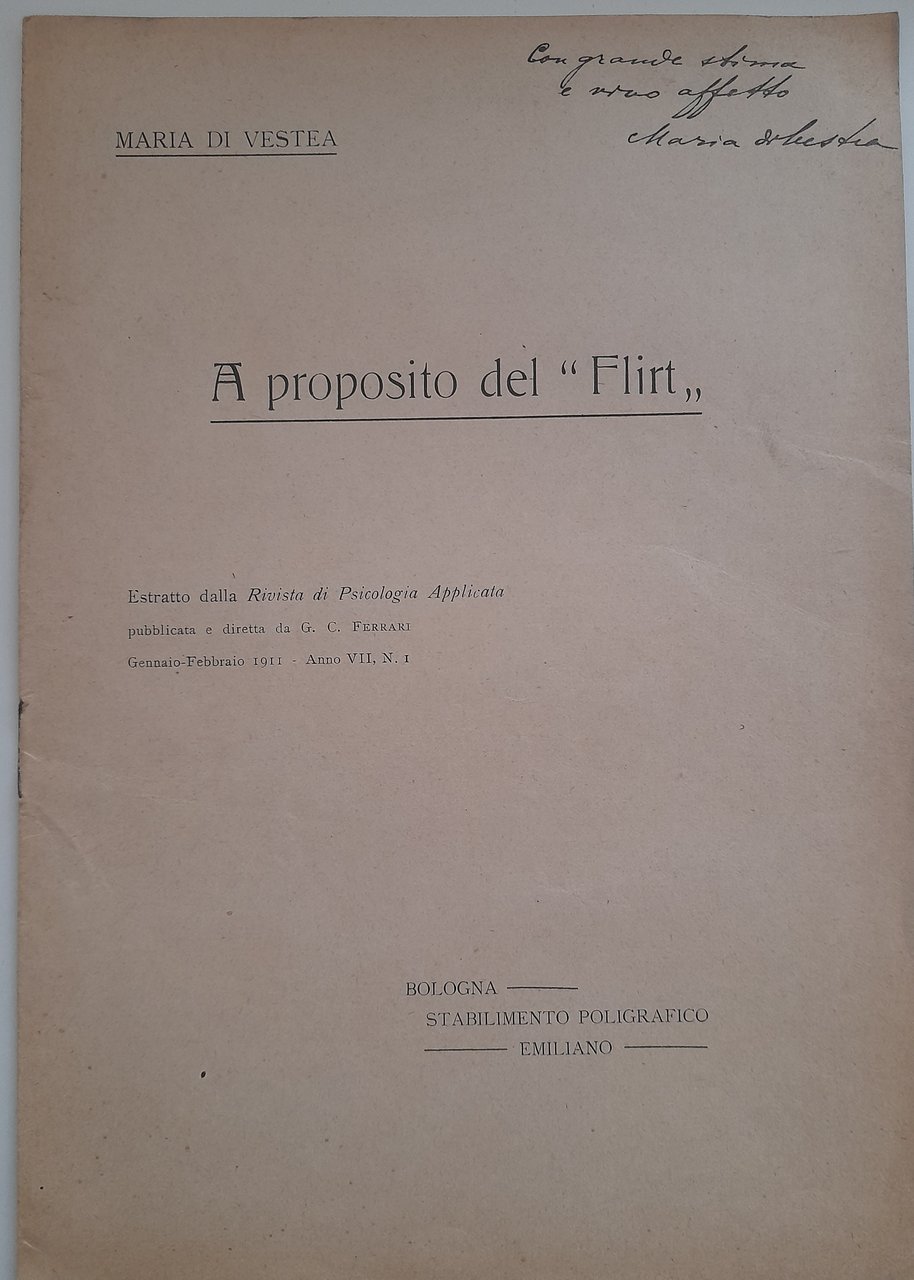 Con grande stima
e vivo affetto
Maria di Vestea
MARIA DI VESTEA
A proposito del “Flirt„
Estratto dalla Rivista di Psicologia Applicata
pubblicata e diretta da G. C. FERRARI
Gennaio-Febbraio 1911 - Anno VII, N. 1
BOLOGNA
STABILIMENTO POLIGRAFICO
EMILIANO